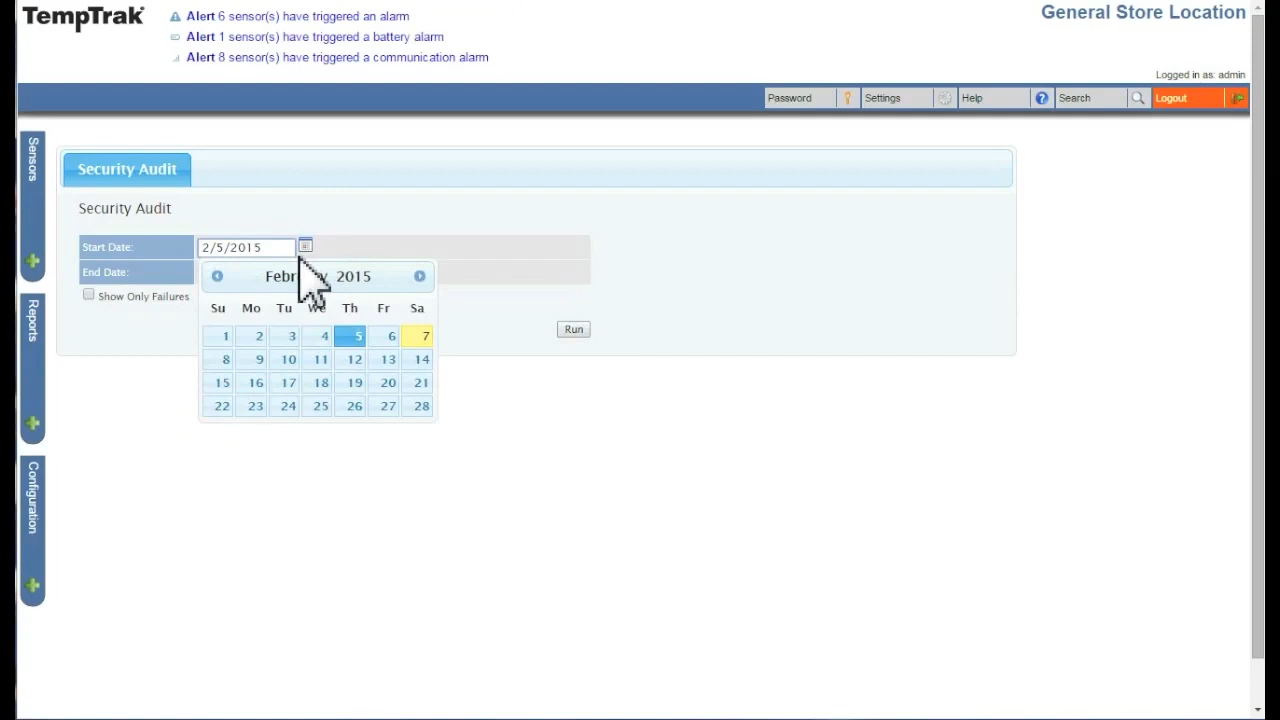 TempTrak
Alert 6 sensor(s) have triggered an alarm
Alert 1 sensor(s) have triggered a battery alarm
Alert 8 sensor(s) have triggered a communication alarm
General Store Location
Logged in as: admin
Password Settings Help Search Logout
Sensors
Reports
Configuration
Security Audit
Security Audit
Start Date: 2/5/2015
End Date:
Show Only Failures
2015
Su Mo Tu We Th Fr Sa
1 2 3 4 5 6 7
8 9 10 11 12 13 14
15 16 17 18 19 20 21
22 23 24 25 26 27 28
Run